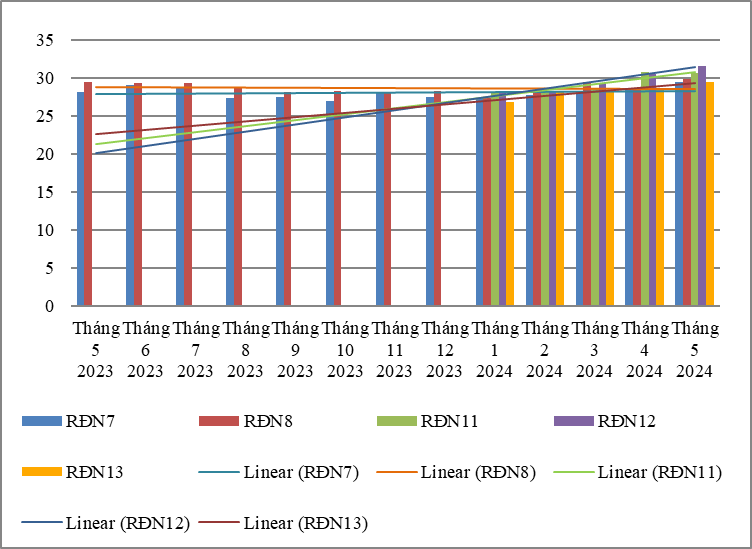 35
30
25
20
15
10
5
0
Tháng Tháng Tháng Tháng Tháng Tháng Tháng Tháng Tháng Tháng Tháng Tháng Tháng
5 6 7 8 9 10 11 12 1 2 3 4 5
2023 2023 2023 2023 2023 2023 2023 2023 2024 2024 2024 2024 2024
RĐN7 RĐN8 RĐN11 RĐN12
RĐN13 Linear (RĐN7) Linear (RĐN8) Linear (RĐN11)
Linear (RĐN12) Linear (RĐN13)